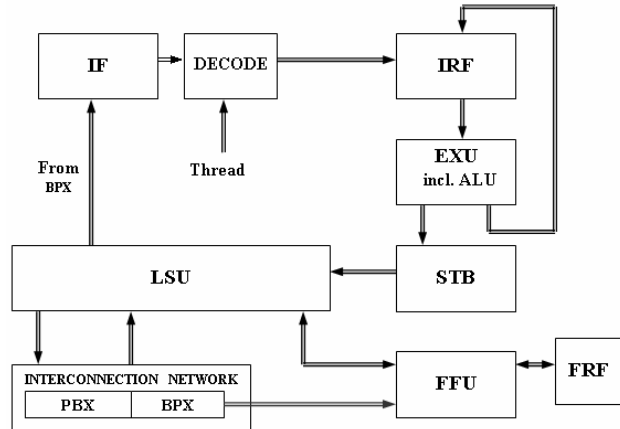 IF
DECODE
IRF
EXU
incl. ALU
From
BPX
Thread
LSU
STB
INTERCONNECTION NETWORK
PBX
BPX
FFU
FRF